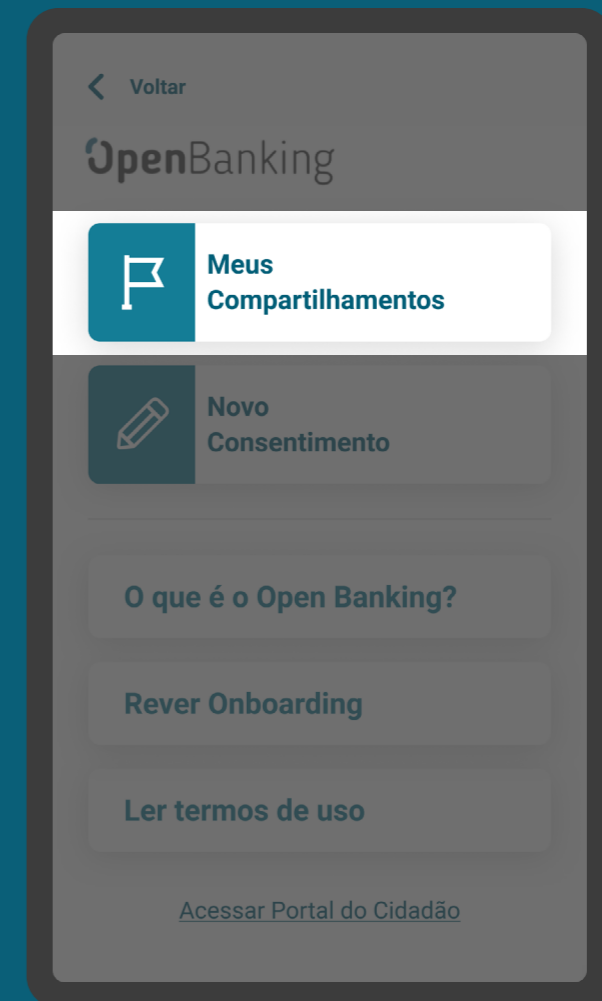 Voltar
OpenBanking
Meus
Compartilhamentos
Novo
Consentimento
O que é o Open Banking?
Rever Onboarding
Ler termos de uso
Acessar Portal do Cidadão